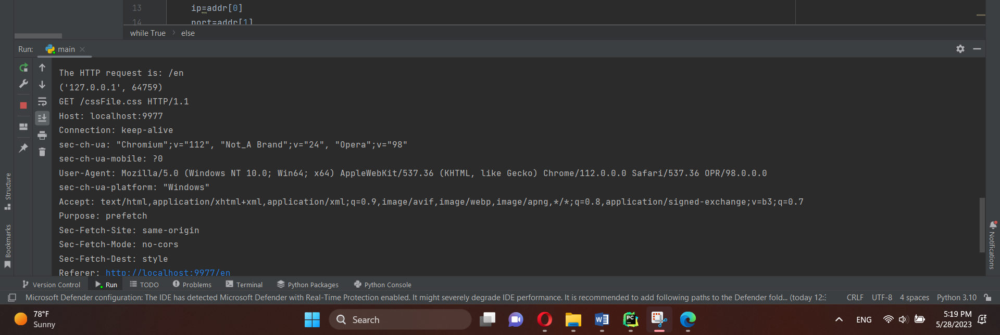 13 ip=addr[0]
14 port=addr[1]
while True > else
Run: main
The HTTP request is: /en
('127.0.0.1', 64759)
GET /cssFile.css HTTP/1.1
Host: localhost:9977
Connection: keep-alive
sec-ch-ua: "Chromium";v="112", "Not_A Brand";v="24", "Opera";v="98"
sec-ch-ua-mobile: ?0
User-Agent: Mozilla/5.0 (Windows NT 10.0; Win64; x64) AppleWebKit/537.36 (KHTML, like Gecko) Chrome/112.0.0.0 Safari/537.36 OPR/98.0.0.0
sec-ch-ua-platform: "Windows"
Accept: text/html,application/xhtml+xml,application/xml;q=0.9,image/avif,image/webp,image/apng,*/*;q=0.8,application/signed-exchange;v=b3;q=0.7
Purpose: prefetch
Sec-Fetch-Site: same-origin
Sec-Fetch-Mode: no-cors
Sec-Fetch-Dest: style
Referer: http://localhost:9977/en
Structure
Bookmarks
Notifications
Version Control Run TODO Problems Terminal Python Packages Python Console
Microsoft Defender configuration: The IDE has detected Microsoft Defender with Real-Time Protection enabled. It might severely degrade IDE performance. It is recommended to add following paths to the Defender fold... (today 12:3 CRLF UTF-8 4 spaces Python 3.10
78°F
Sunny
Search
ENG
5:19 PM
5/28/2023